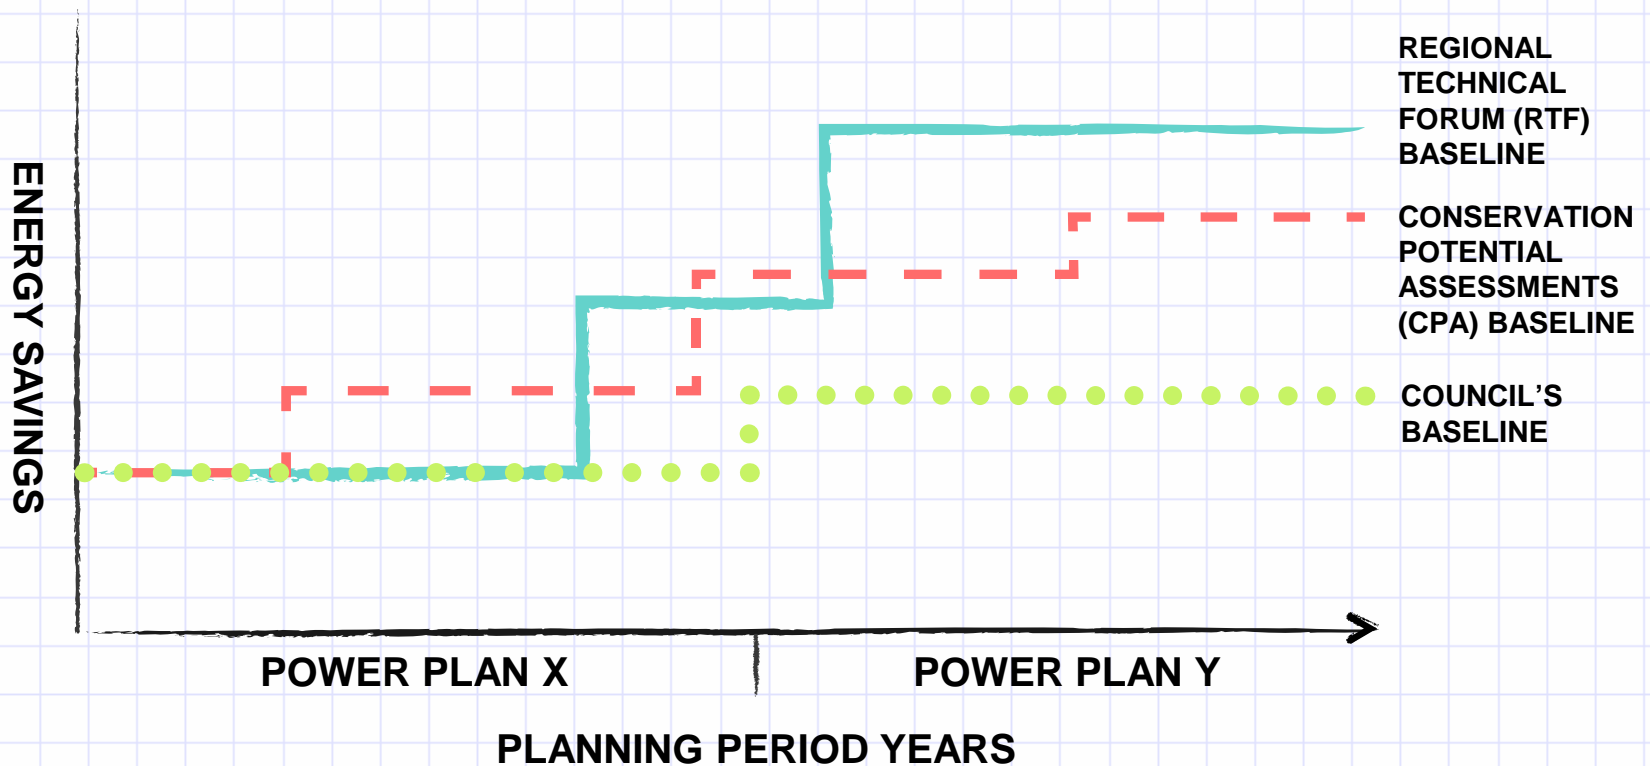 REGIONAL
TECHNICAL
FORUM (RTF)
BASELINE
CONSERVATION
POTENTIAL
ASSESSMENTS
(CPA) BASELINE
COUNCIL'S
BASELINE
ENERGY SAVINGS
POWER PLAN X
POWER PLAN Y
PLANNING PERIOD YEARS